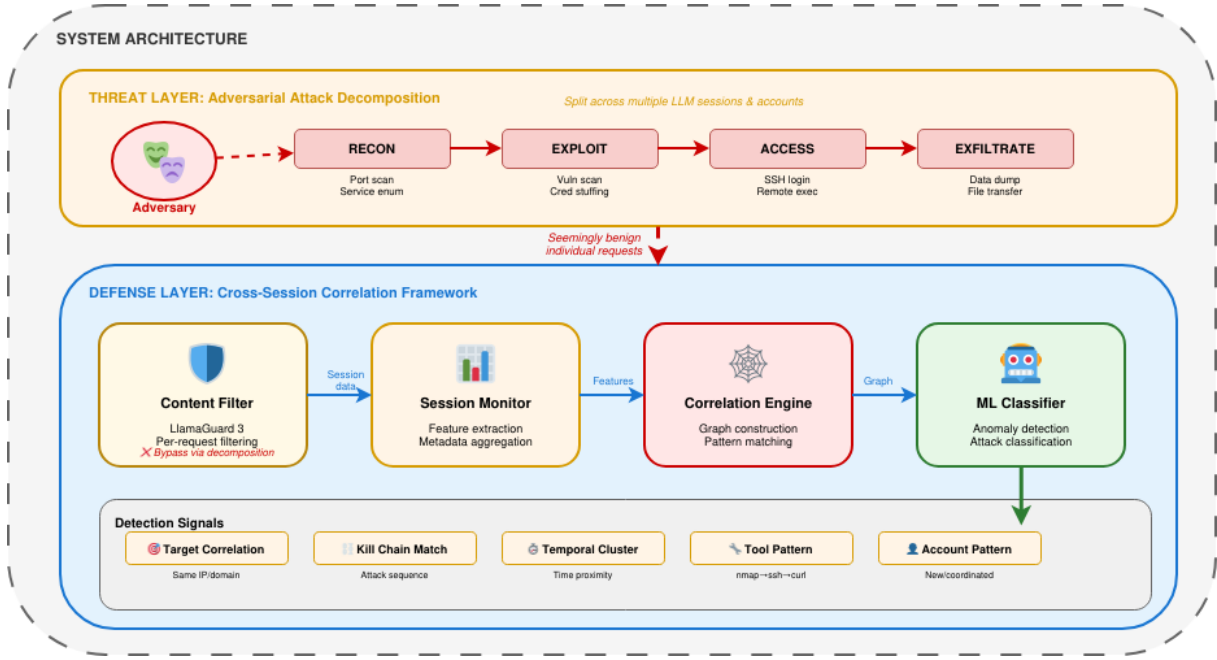 SYSTEM ARCHITECTURE
THREAT LAYER: Adversarial Attack Decomposition
Split across multiple LLM sessions & accounts
Adversary
RECON
Port scan
Service enum
EXPLOIT
Vuln scan
Cred stuffing
ACCESS
SSH login
Remote exec
EXFILTRATE
Data dump
File transfer
Seemingly benign
individual requests
DEFENSE LAYER: Cross-Session Correlation Framework
Content Filter
LlamaGuard 3
Per-request filtering
❌ Bypass via decomposition
Session
data
Session Monitor
Feature extraction
Metadata aggregation
Features
Correlation Engine
Graph construction
Pattern matching
Graph
ML Classifier
Anomaly detection
Attack classification
Detection Signals
🎯 Target Correlation
Same IP/domain
⛓️ Kill Chain Match
Attack sequence
⏱️ Temporal Cluster
Time proximity
🔧 Tool Pattern
nmap→ssh→curl
👤 Account Pattern
New/coordinated